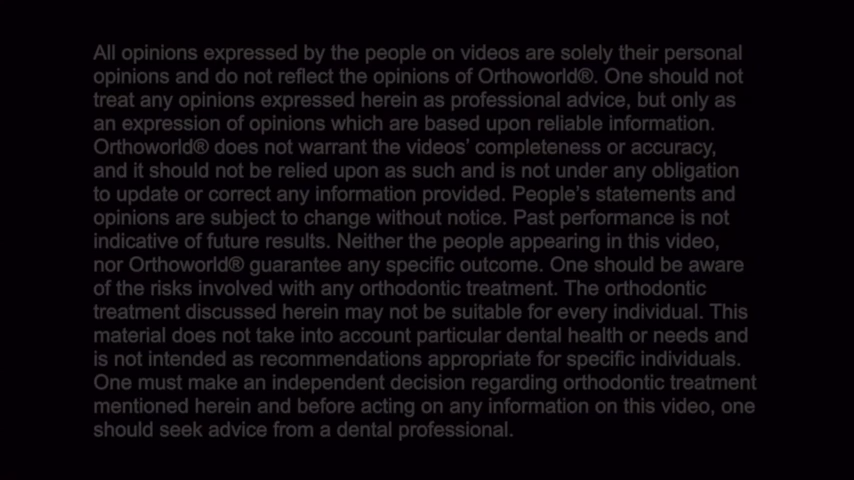 All opinions expressed by the people on videos are solely their personal
opinions and do not reflect the opinions of Orthoworld®. One should not
treat any opinions expressed herein as professional advice, but only as
an expression of opinions which are based upon reliable information.
Orthoworld® does not warrant the videos’ completeness or accuracy,
and it should not be relied upon as such and is not under any obligation
to update or correct any information provided. People’s statements and
opinions are subject to change without notice. Past performance is not
indicative of future results. Neither the people appearing in this video,
nor Orthoworld® guarantee any specific outcome. One should be aware
of the risks involved with any orthodontic treatment. The orthodontic
treatment discussed herein may not be suitable for every individual. This
material does not take into account particular dental health or needs and
is not intended as recommendations appropriate for specific individuals.
One must make an independent decision regarding orthodontic treatment
mentioned herein and before acting on any information on this video, one
should seek advice from a dental professional.